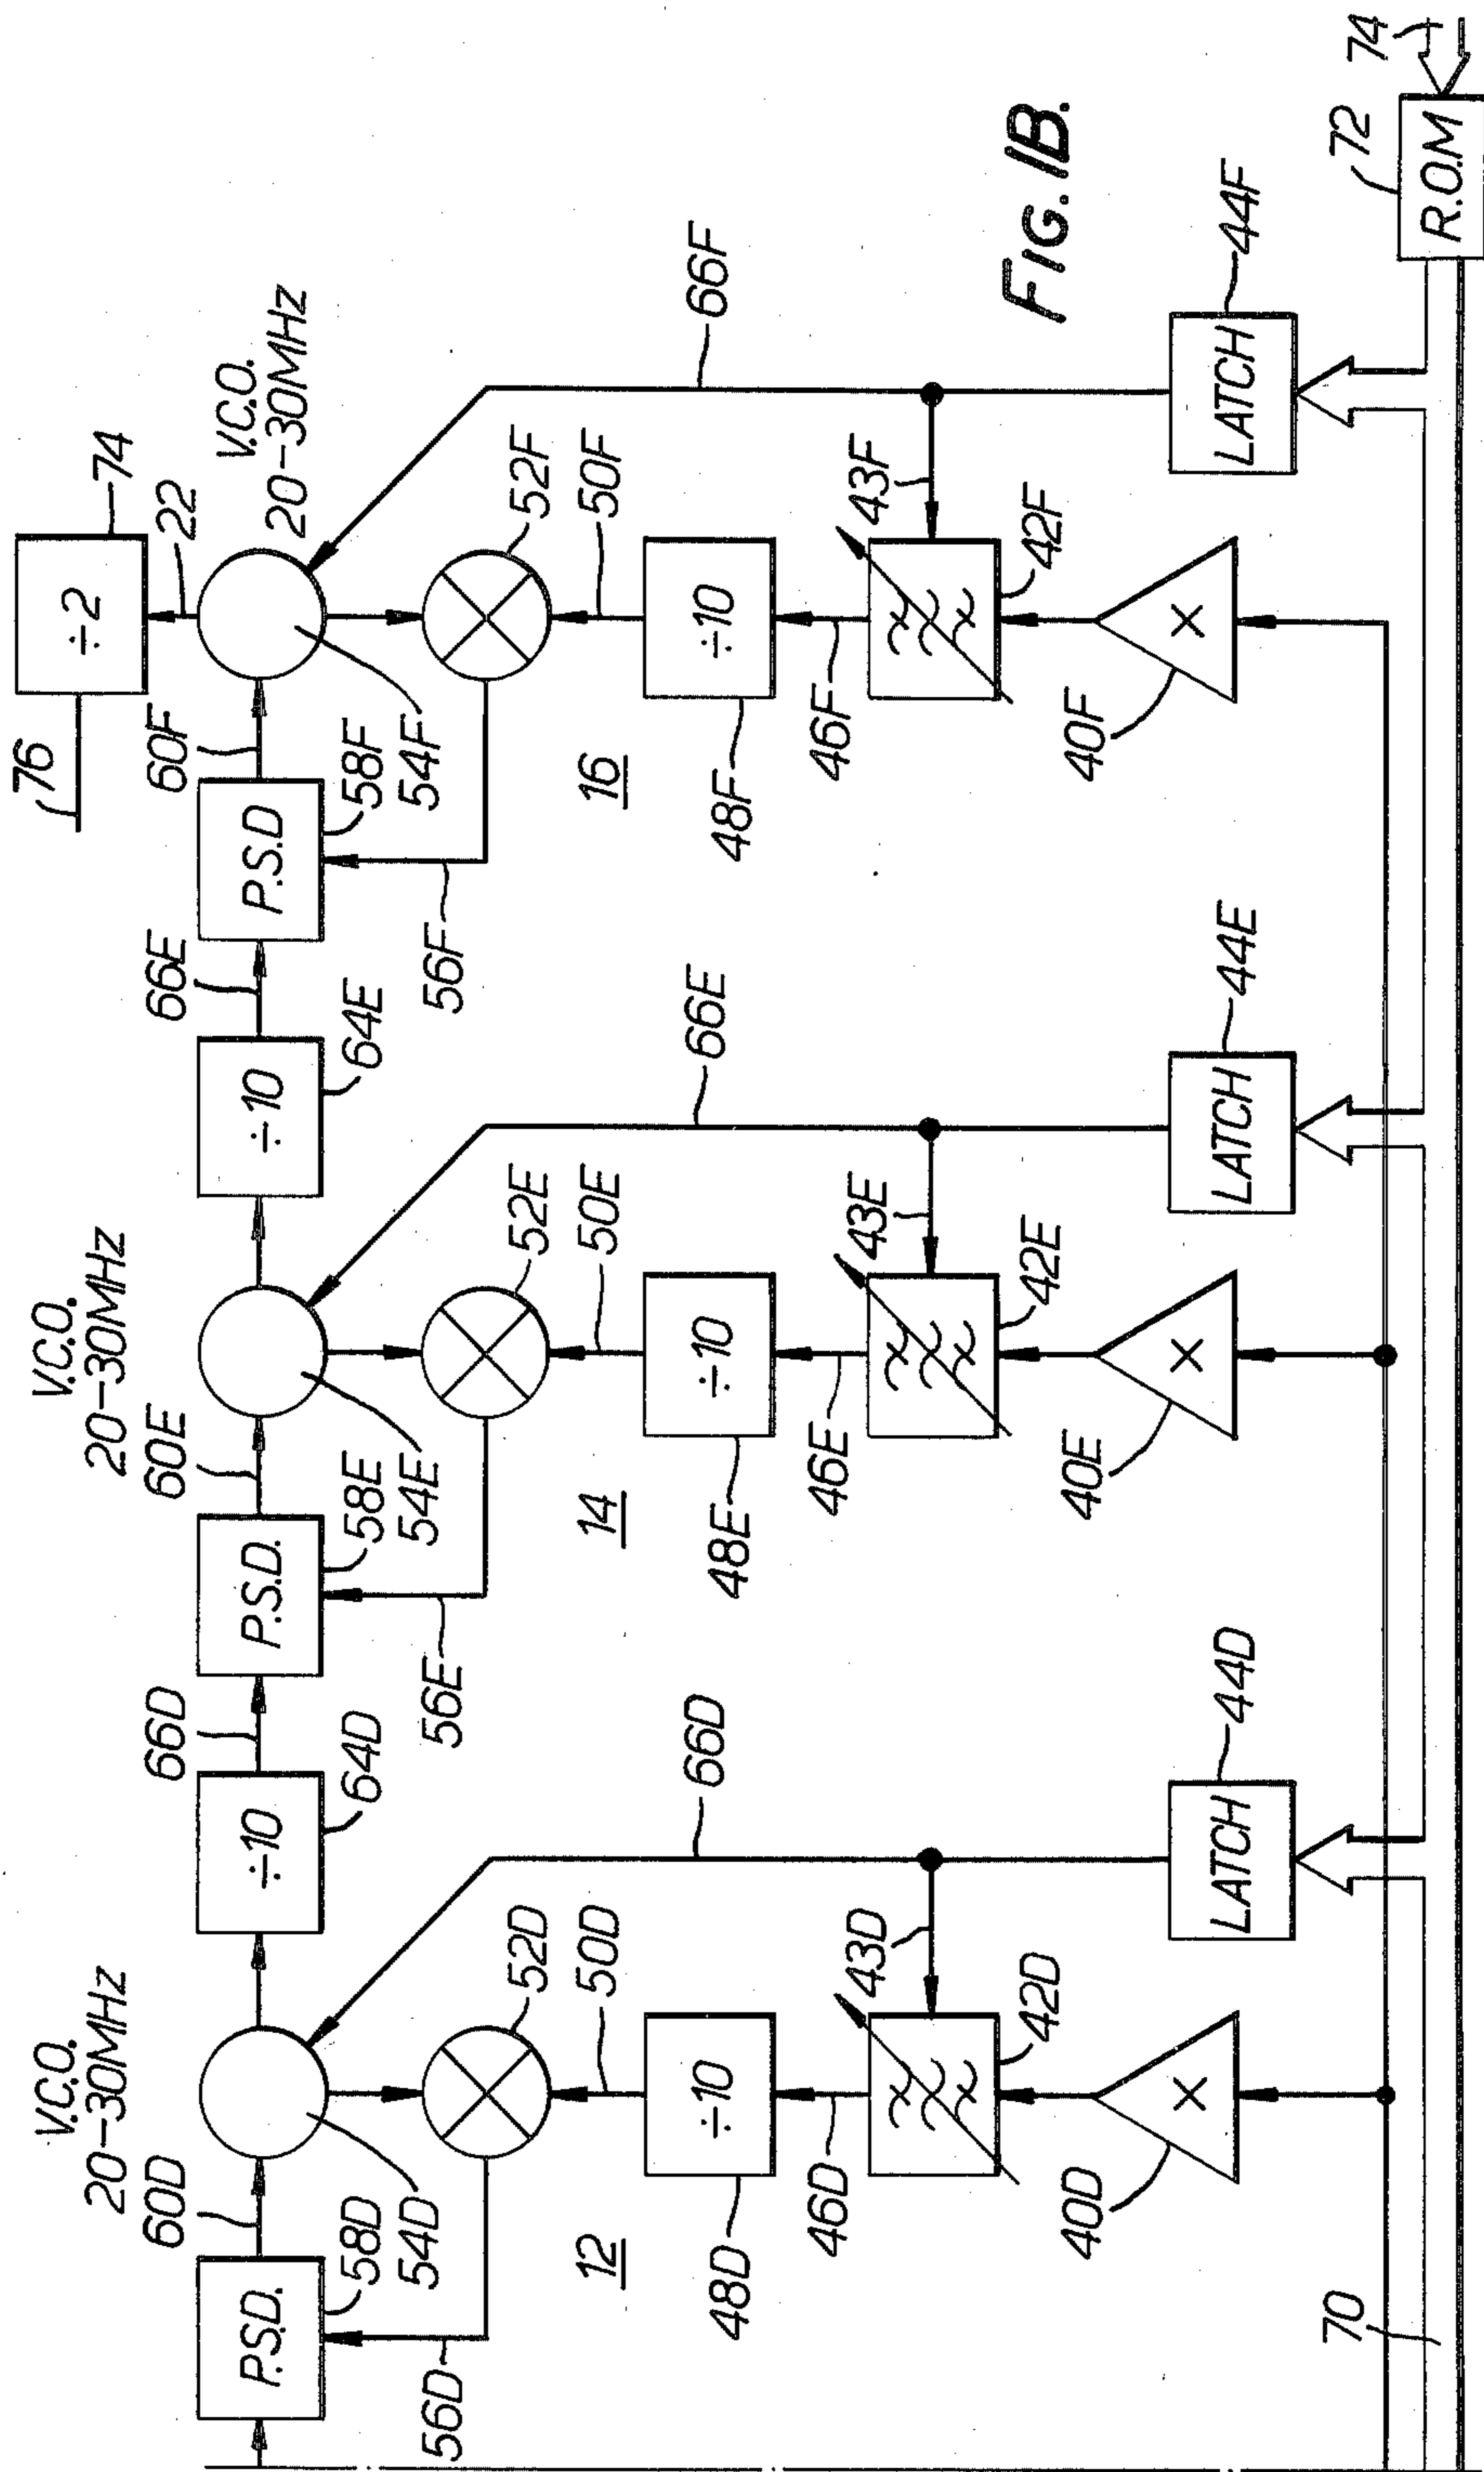 V.C.O.
20-30MHz
V.C.O.
20-30MHz
V.C.O.
20-30MHz
76
÷2
74
22
P.S.D.
58D
60D
54D
÷10
64D
66D
P.S.D.
58E
60E
54E
÷10
64E
66E
P.S.D
58F
60F
54F
56D
52D
56E
52E
56F
52F
12
50D
66D
14
50E
66E
16
50F
66F
48D
÷10
48E
÷10
48F
÷10
46D
43D
42D
46E
43E
42E
46F
43F
42F
FIG. 1B.
40D
X
40E
X
40F
X
LATCH
44D
LATCH
44E
LATCH
44F
70
R.O.M
72
74